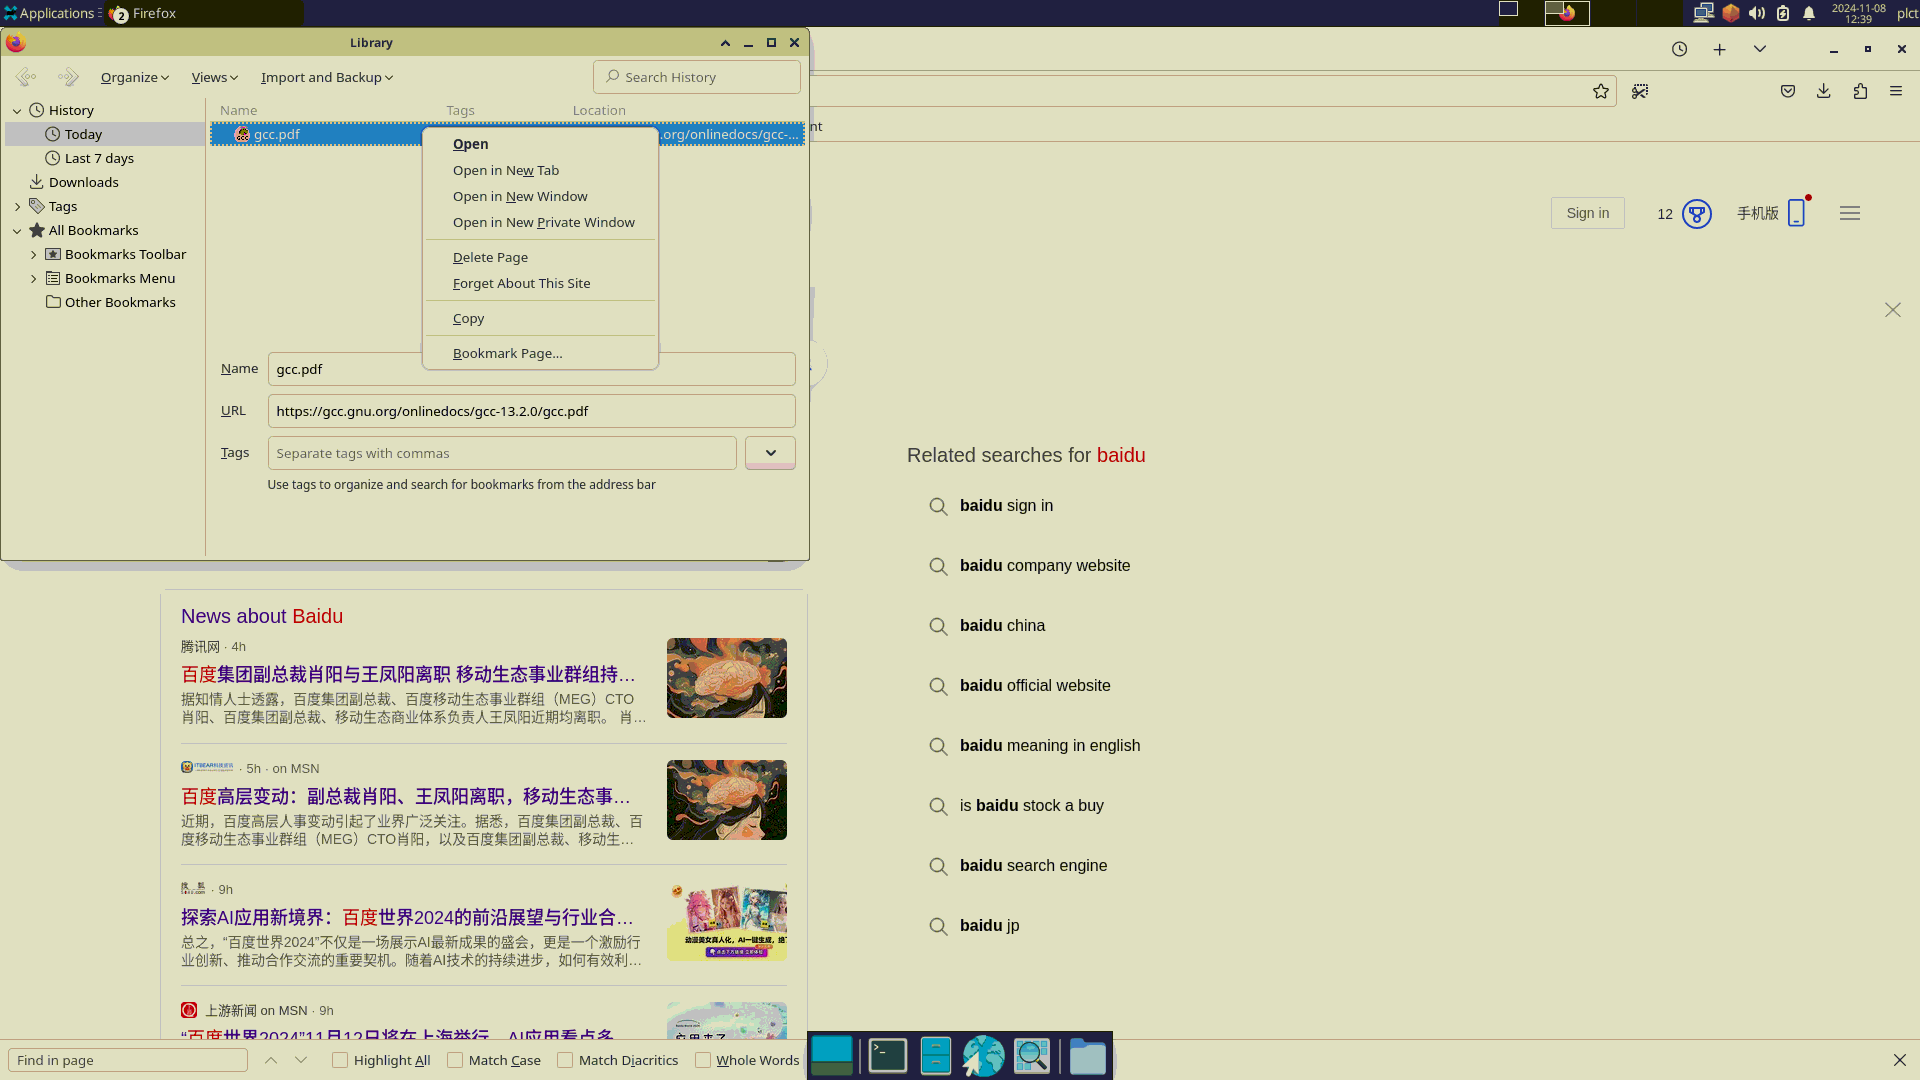 Applications
Firefox
2024-11-08
12:39
plct
Library
Organize
Views
Import and Backup
Search History
History
Today
Last 7 days
Downloads
Tags
All Bookmarks
Bookmarks Toolbar
Bookmarks Menu
Other Bookmarks
Name
Tags
Location
gcc.pdf
.org/onlinedocs/gcc-...
Open
Open in New Tab
Open in New Window
Open in New Private Window
Delete Page
Forget About This Site
Copy
Bookmark Page...
Name
gcc.pdf
URL
https://gcc.gnu.org/onlinedocs/gcc-13.2.0/gcc.pdf
Tags
Separate tags with commas
Use tags to organize and search for bookmarks from the address bar
nt
Sign in
12
手机版
Related searches for baidu
baidu sign in
baidu company website
baidu china
baidu official website
baidu meaning in english
is baidu stock a buy
baidu search engine
baidu jp
News about Baidu
腾讯网 · 4h
百度集团副总裁肖阳与王凤阳离职 移动生态事业群组持…
据知情人士透露，百度集团副总裁、百度移动生态事业群组（MEG）CTO
肖阳、百度集团副总裁、移动生态商业体系负责人王凤阳近期均离职。 肖…
· 5h · on MSN
百度高层变动：副总裁肖阳、王凤阳离职，移动生态事…
近期，百度高层人事变动引起了业界广泛关注。据悉，百度集团副总裁、百
度移动生态事业群组（MEG）CTO肖阳，以及百度集团副总裁、移动生…
· 9h
探索AI应用新境界：百度世界2024的前沿展望与行业合…
总之，“百度世界2024”不仅是一场展示AI最新成果的盛会，更是一个激励行
业创新、推动合作交流的重要契机。随着AI技术的持续进步，如何有效利…
上游新闻 on MSN · 9h
“百度世界2024”11月12日将在上海举行，AI应用看点多…
Find in page
Highlight All
Match Case
Match Diacritics
Whole Words